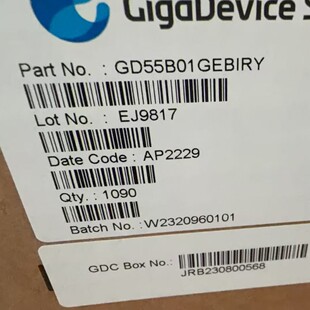 GigaDevice S
Part No. : GD55B01GEBIRY
Lot No. : EJ9817
Date Code : AP2229
Qty. : 1090
Batch No. :W2320960101
GDC Box No.:
JRB230800568